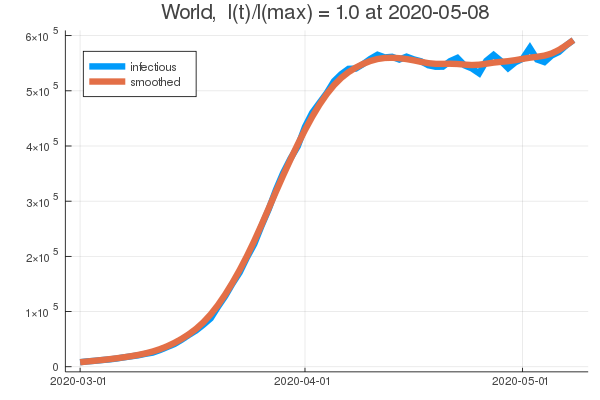 World, I(t)/I(max) = 1.0 at 2020-05-08
6×10 5
infectious
smoothed
5×10 5
4×10 5
3×10 5
2×10 5
1×10 5
0
2020-03-01 2020-04-01 2020-05-01